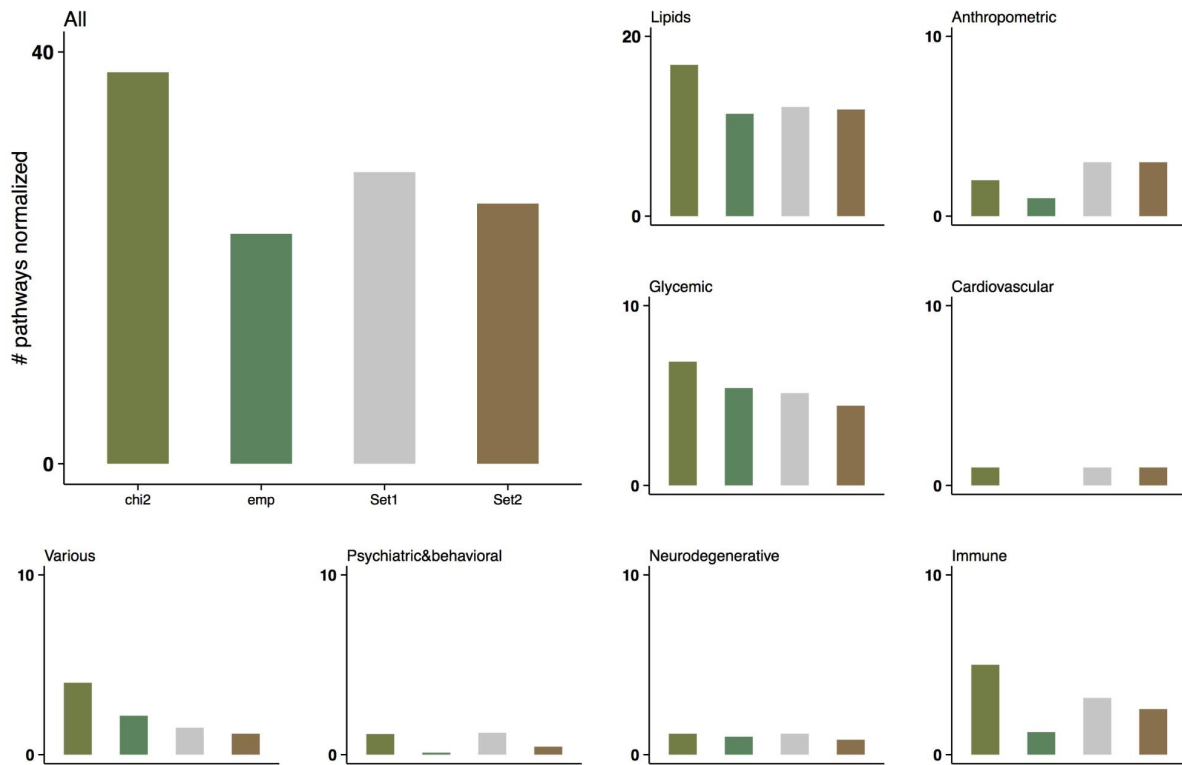 All
40
0
# pathways normalized
chi2
emp
Set1
Set2
Lipids
20
0
Anthropometric
10
0
Glycemic
10
0
Cardiovascular
10
0
Various
10
0
Psychiatric&behavioral
10
0
Neurodegenerative
10
0
Immune
10
0